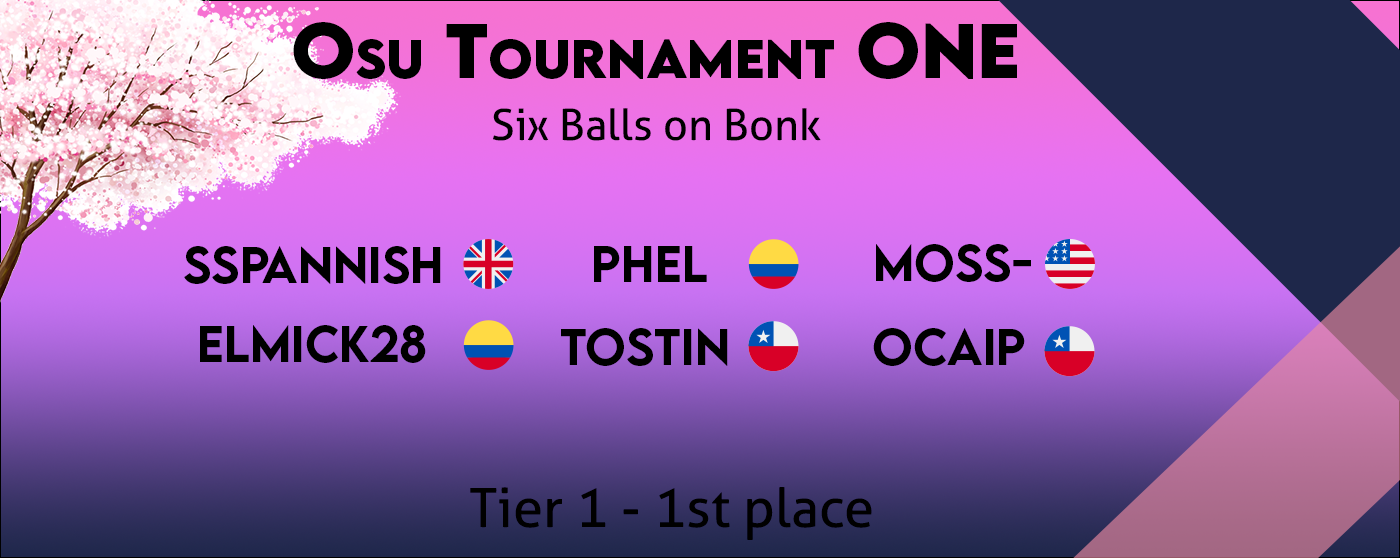 Osu Tournament ONE
Six Balls on Bonk
SSPANNISH PHEL MOSS-
ELMICK28 TOSTIN OCAIP
Tier 1 - 1st place